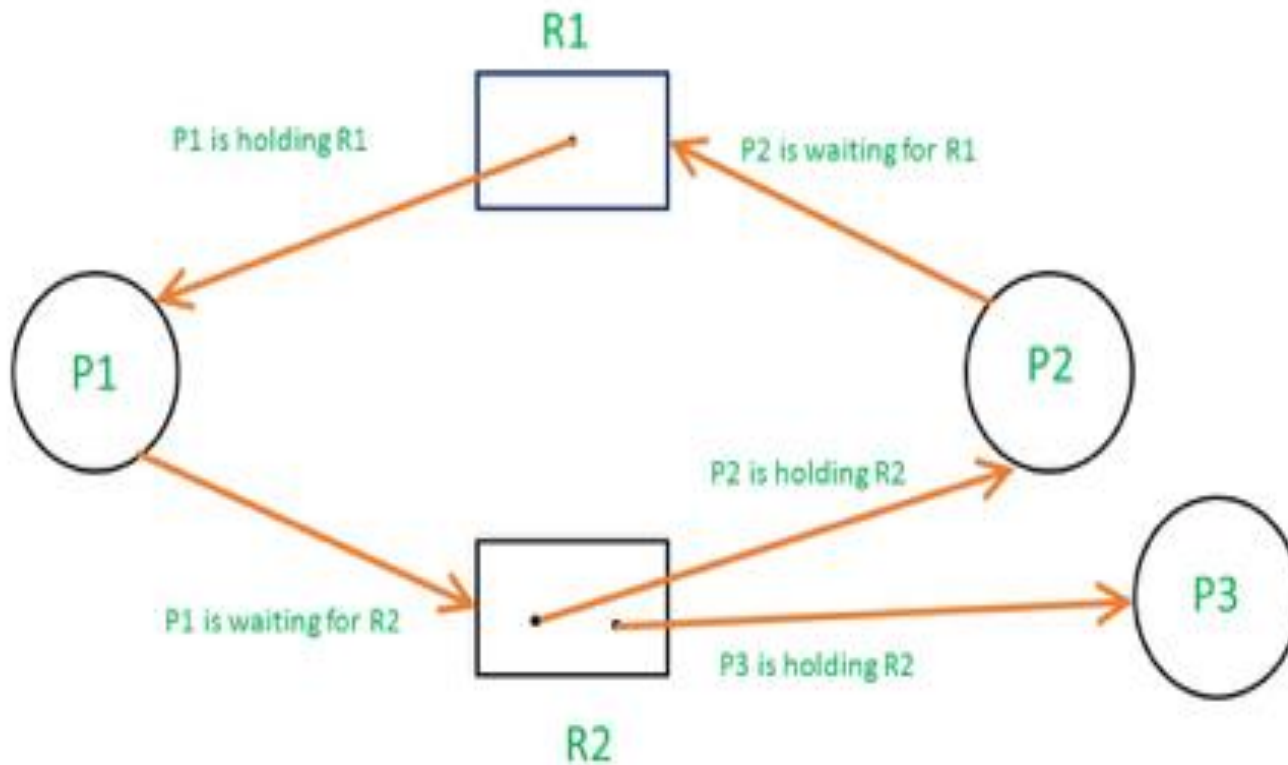 R1
P1 is holding R1
P2 is waiting for R1
P1
P2
P2 is holding R2
P3
P1 is waiting for R2
P3 is holding R2
R2